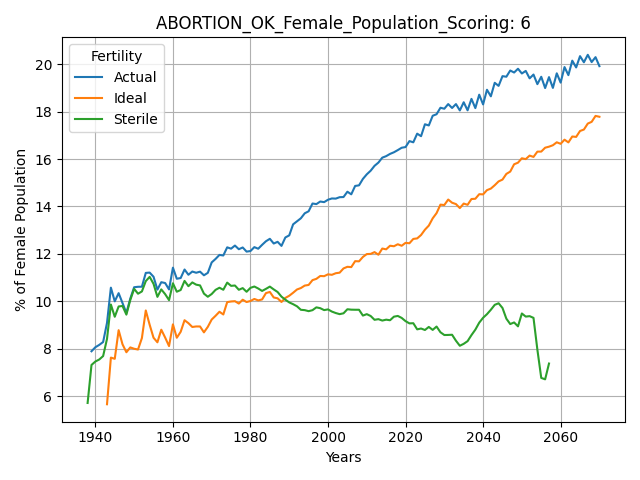 ABORTION_OK_Female_Population_Scoring: 6
Fertility
Actual
Ideal
Sterile
% of Female Population
20
18
16
14
12
10
8
6
1940 1960 1980 2000 2020 2040 2060
Years